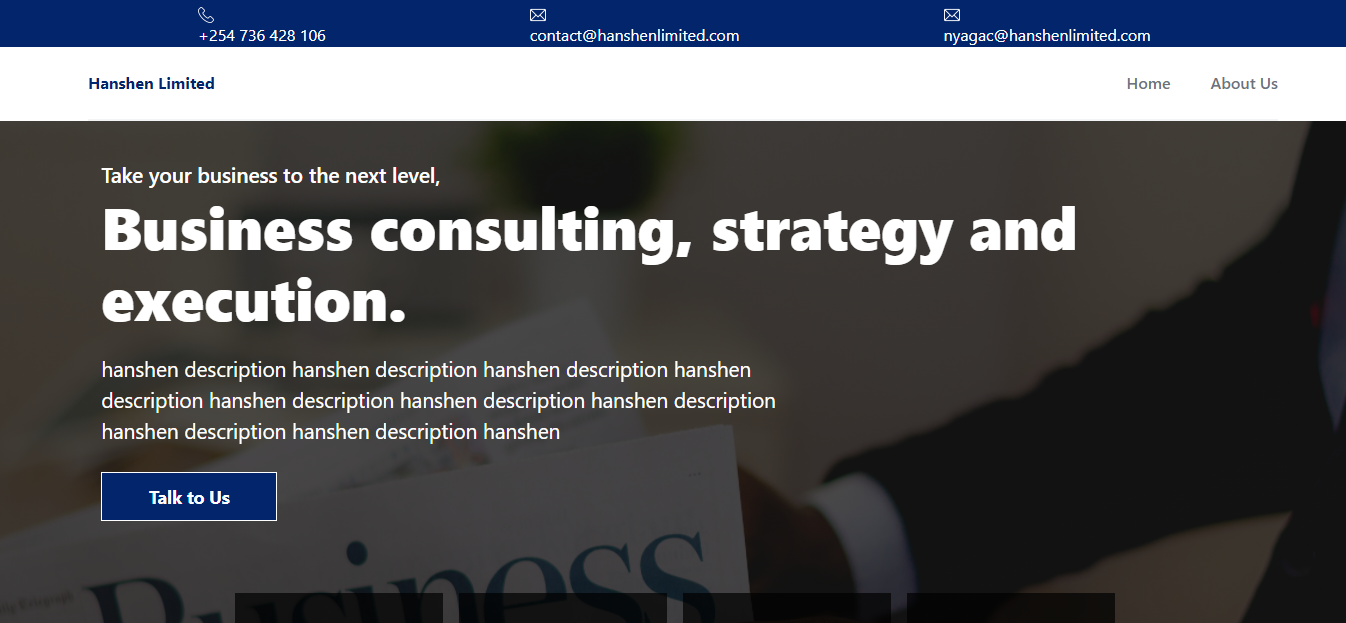 +254 736 428 106
contact@hanshenlimited.com
nyagac@hanshenlimited.com
Hanshen Limited
Home
About Us
Take your business to the next level,
Business consulting, strategy and
execution.
hanshen description hanshen description hanshen description hanshen
description hanshen description hanshen description hanshen description
hanshen description hanshen description hanshen
Talk to Us
Business